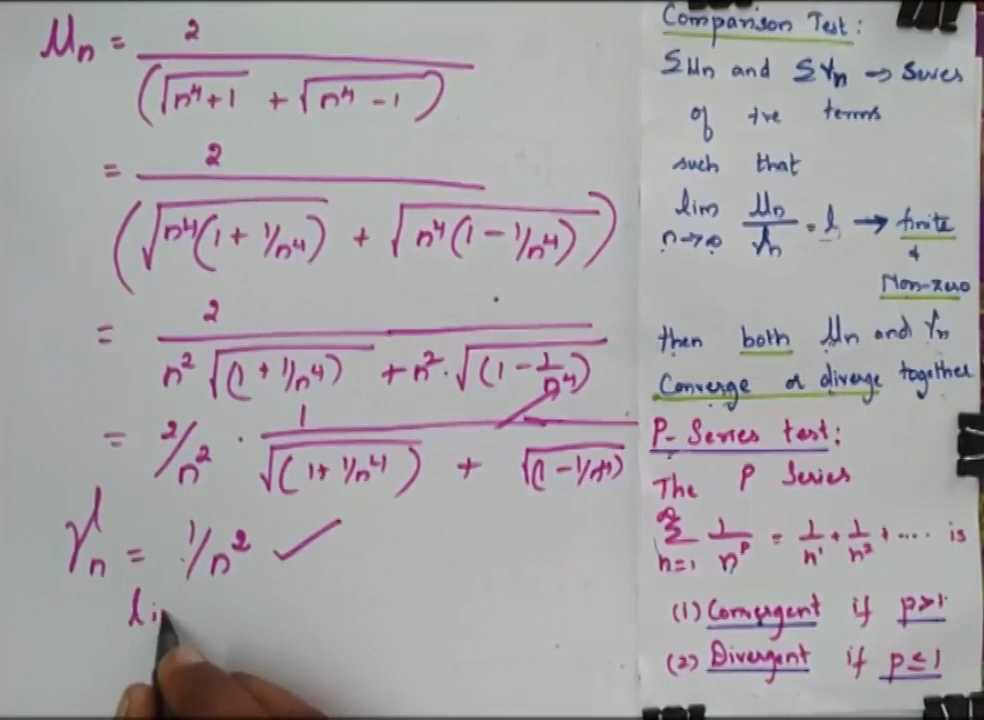 Un = 2 / (√n⁴+1 + √n⁴ -1)
= 2 / (√n⁴(1 + 1/n⁴) + √n⁴(1 - 1/n⁴))
= 2 / n² √(1 + 1/n⁴) + n² · √(1 - 1/n⁴)
= 2/n² · 1 / √(1 + 1/n⁴) + √(1 - 1/n⁴)
Vn = 1/n² ✓
li
Comparison Test:
ΣUn and ΣVn → Series
of +ve terms
such that
lim n→∞ Un/Vn = l → finite
&
Non-zero
then both Un and Vn
Converge or diverge together
P- Series test:
The P Series
∞Σn=1 1/nᴾ = 1/n¹ + 1/n² + .... is
(1) Convergent if p>1
(2) Divergent if p ≤ 1